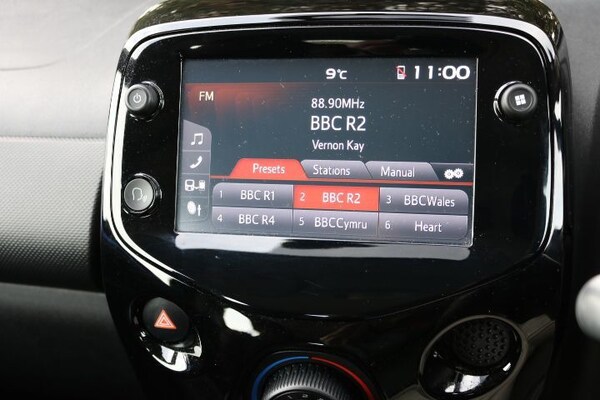 9°C 11:00
FM
88.90MHz
BBC R2
Vernon Kay
Presets Stations Manual
1 BBC R1 2 BBC R2 3 BBCWales
4 BBC R4 5 BBCCymru 6 Heart